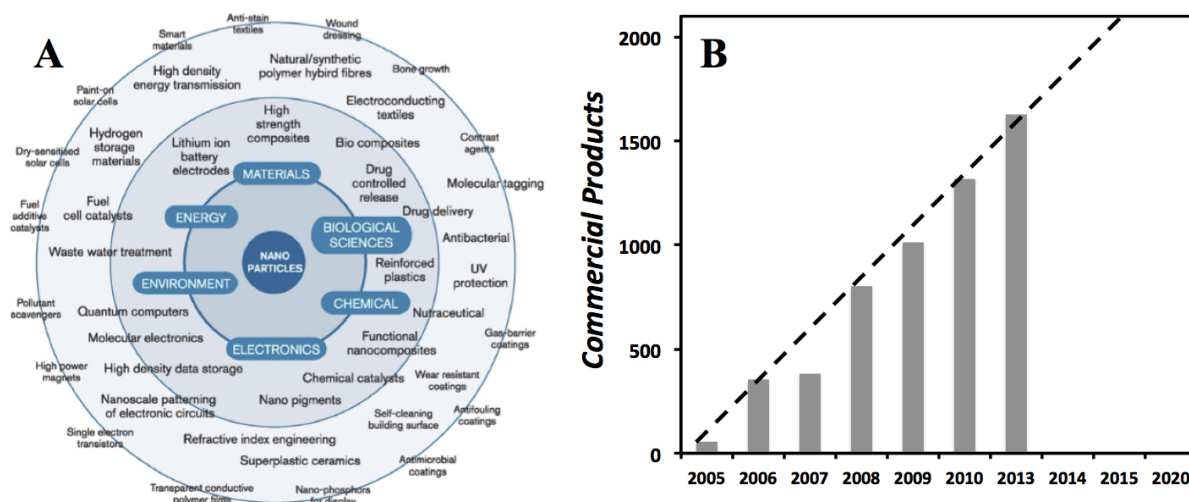 A
Anti-stain
textiles
Smart
materials
Wound
dressing
Natural/synthetic
polymer hybird fibres
High density
energy transmission
Bone growth
Paint-on
solar cells
Electroconducting
textiles
High
strength
composites
Hydrogen
storage
materials
Lithium ion
battery
electrodes
Bio composites
Contrast
agents
Dry-sensitised
solar cells
MATERIALS
Drug
controlled
release
Molecular tagging
Fuel
additive
catalysts
Fuel
cell catalysts
ENERGY
Drug delivery
BIOLOGICAL
SCIENCES
Antibacterial
Waste water treatment
NANO
PARTICLES
Reinforced
plastics
UV
protection
ENVIRONMENT
CHEMICAL
Pollutant
scavengers
Quantum computers
Nutraceutical
Molecular electronics
ELECTRONICS
Functional
nanocomposites
Gas-barrier
coatings
High power
magnets
High density data storage
Chemical catalysts
Wear resistant
coatings
Nanoscale patterning
of electronic circuits
Nano pigments
Self-cleaning
building surface
Antifouling
coatings
Single electron
transistors
Refractive index engineering
Superplastic ceramics
Antimicrobial
coatings
Transparent conductive
polymer films
Nano-phosphors
for display
B
Commercial Products
2000
1500
1000
500
0
2005 2006 2007 2008 2009 2010 2013 2014 2015 2020